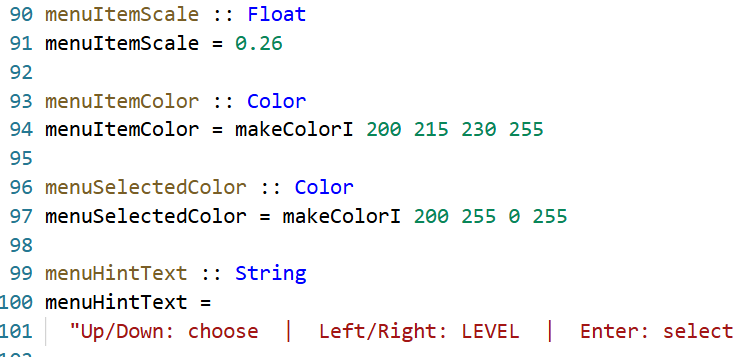 90 menuItemScale :: Float
91 menuItemScale = 0.26
92
93 menuItemColor :: Color
94 menuItemColor = makeColorI 200 215 230 255
95
96 menuSelectedColor :: Color
97 menuSelectedColor = makeColorI 200 255 0 255
98
99 menuHintText :: String
100 menuHintText =
101   "Up/Down: choose  |  Left/Right: LEVEL  |  Enter: select